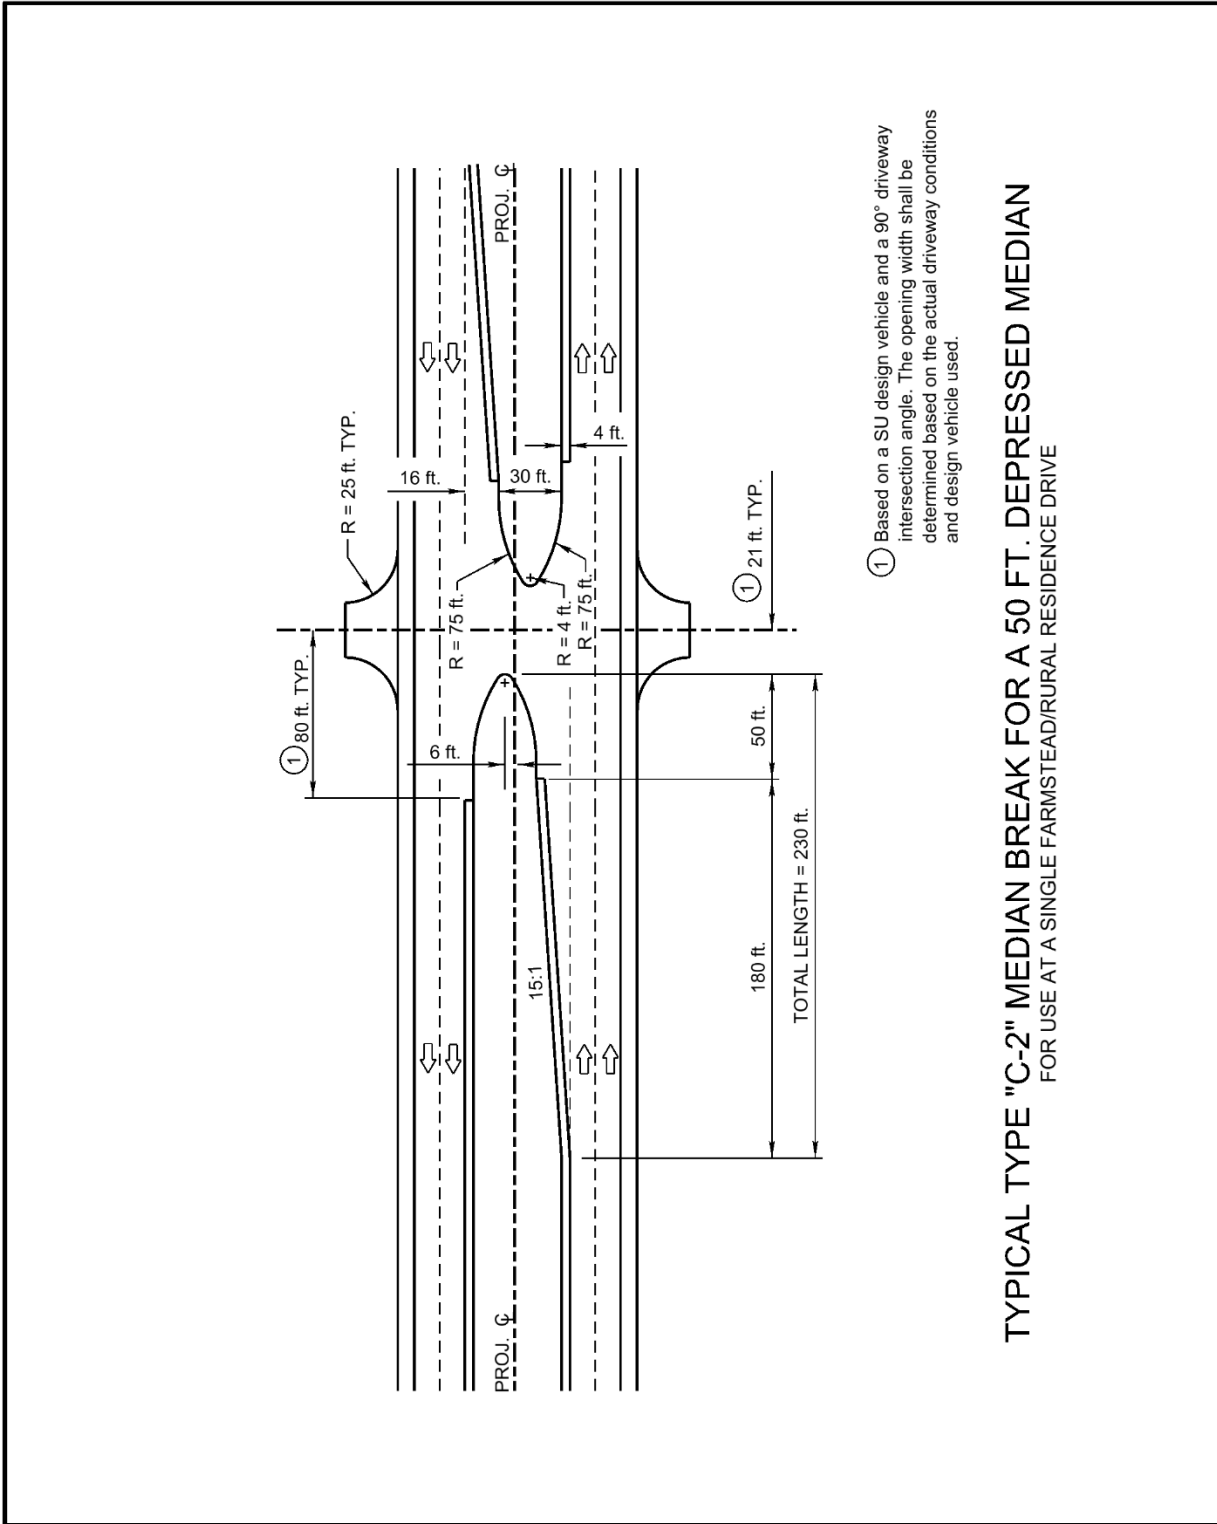 PROJ. ℄
R = 25 ft. TYP.
16 ft.
30 ft.
4 ft.
R = 75 ft.
R = 4 ft.
R = 75 ft.
① 21 ft. TYP.
① 80 ft. TYP.
6 ft.
50 ft.
15:1
180 ft.
TOTAL LENGTH = 230 ft.
PROJ. ℄
① Based on a SU design vehicle and a 90° driveway
intersection angle. The opening width shall be
determined based on the actual driveway conditions
and design vehicle used.
TYPICAL TYPE "C-2" MEDIAN BREAK FOR A 50 FT. DEPRESSED MEDIAN
FOR USE AT A SINGLE FARMSTEAD/RURAL RESIDENCE DRIVE